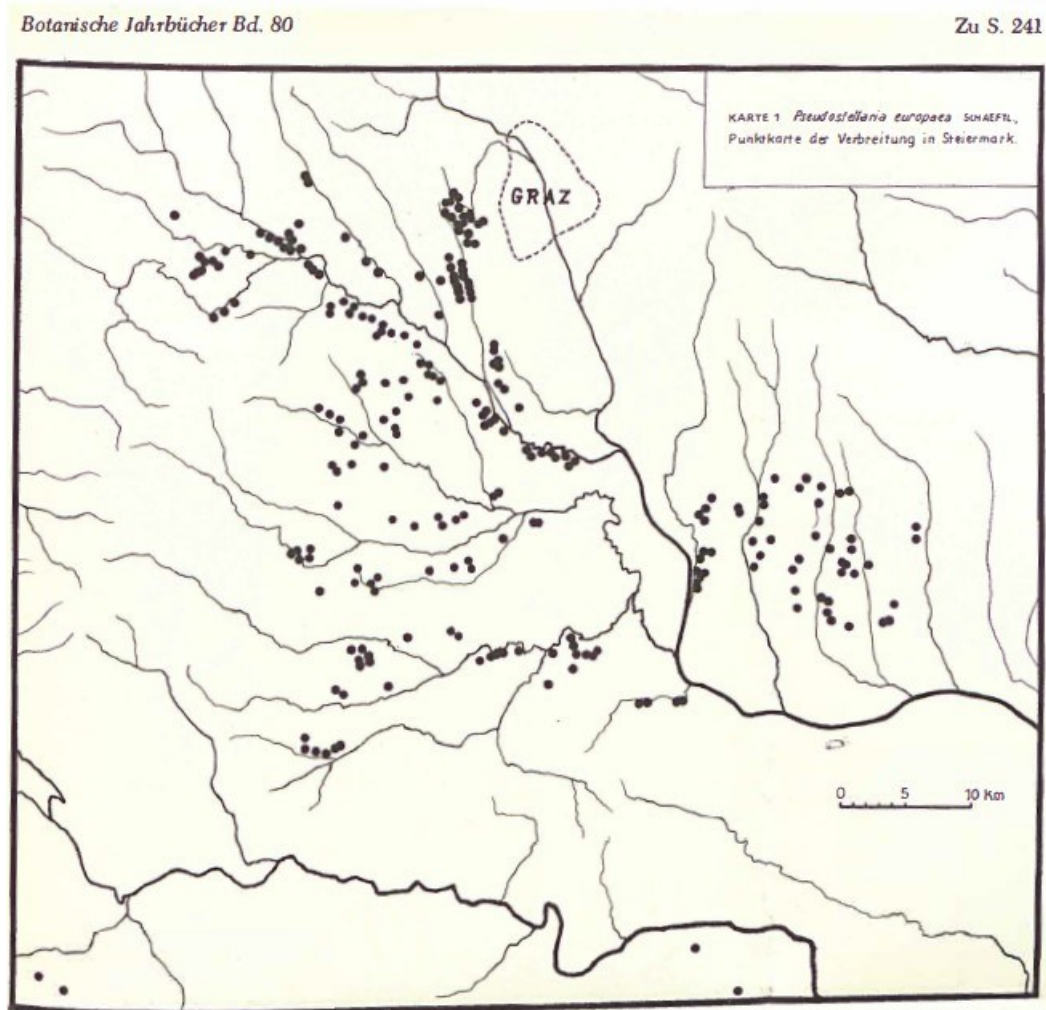 Botanische Jahrbücher Bd. 80
Zu S. 241
KARTE 1 Pseudostellaria europaea SCHAEFTL.,
Punktkarte der Verbreitung in Steiermark.
GRAZ
0 5 10 Km